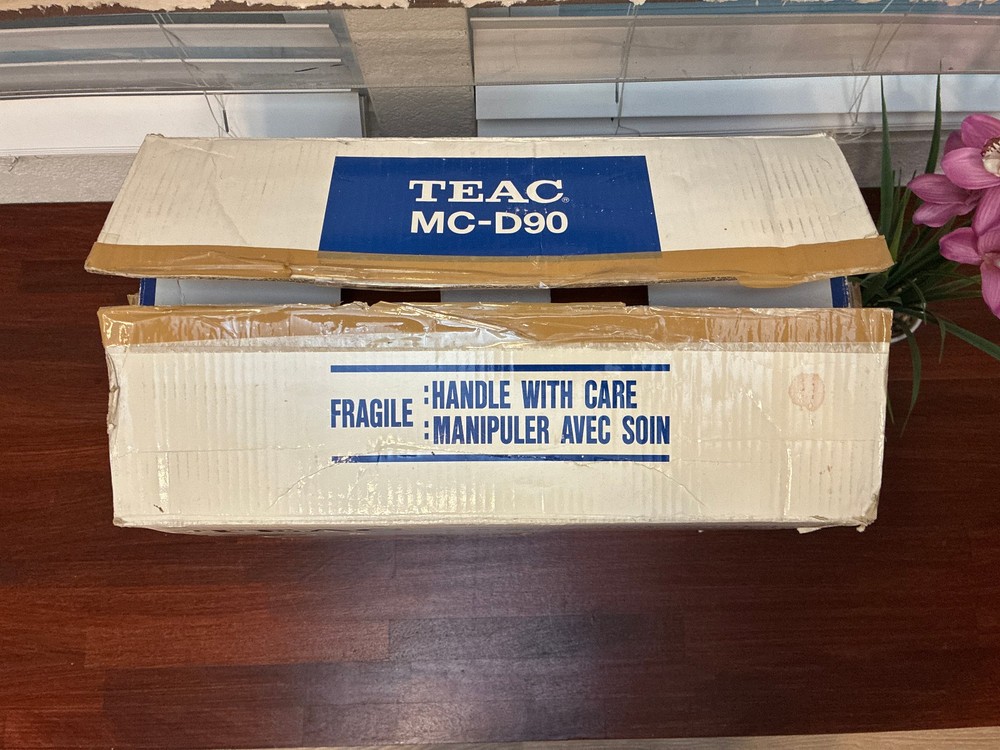 TEAC®
MC-D90
FRAGILE :HANDLE WITH CARE
:MANIPULER AVEC SOIN